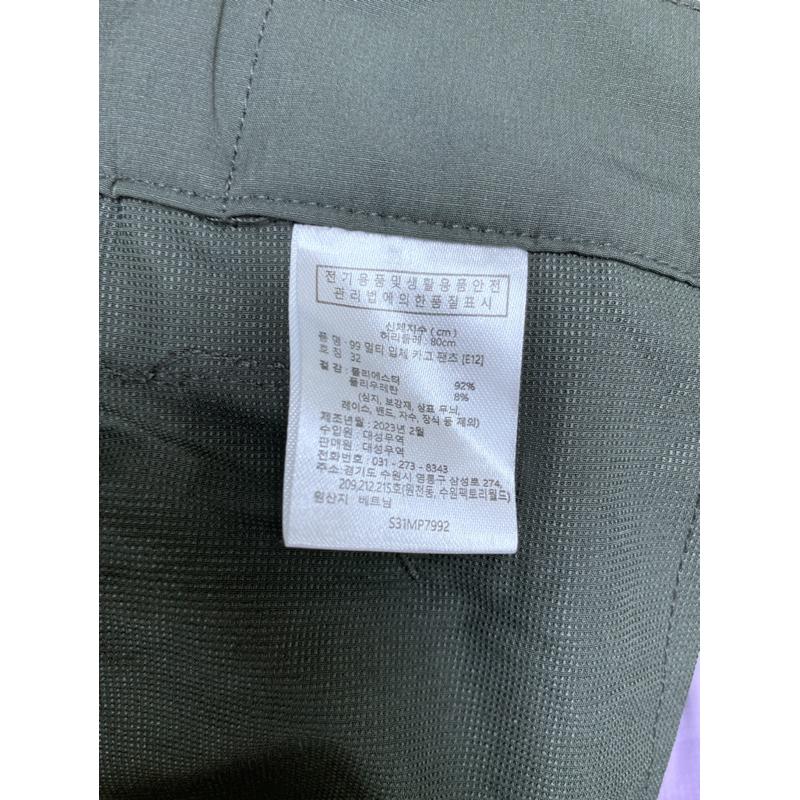 전기용품및생활용품안전
관리법에의한품질표시
신체치수 ( cm )
허리둘레 : 80cm
품 명 : 99 멀티 입체 카고 팬츠 [E12]
호 칭 32
겉 감 : 폴리에스터 92%
폴리우레탄 8%
(심지, 보강재, 상표 무늬,
레이스, 밴드, 자수, 장식 등 제외)
제조년월 : 2023년 2월
수입원 : 대성무역
판매원 : 대성무역
전화번호 : 031 - 273 - 8343
주소: 경기도 수원시 영통구 삼성로 274,
209,212,215호(원천동, 수원팩토리월드)
원산지 베트남
S31MP7992